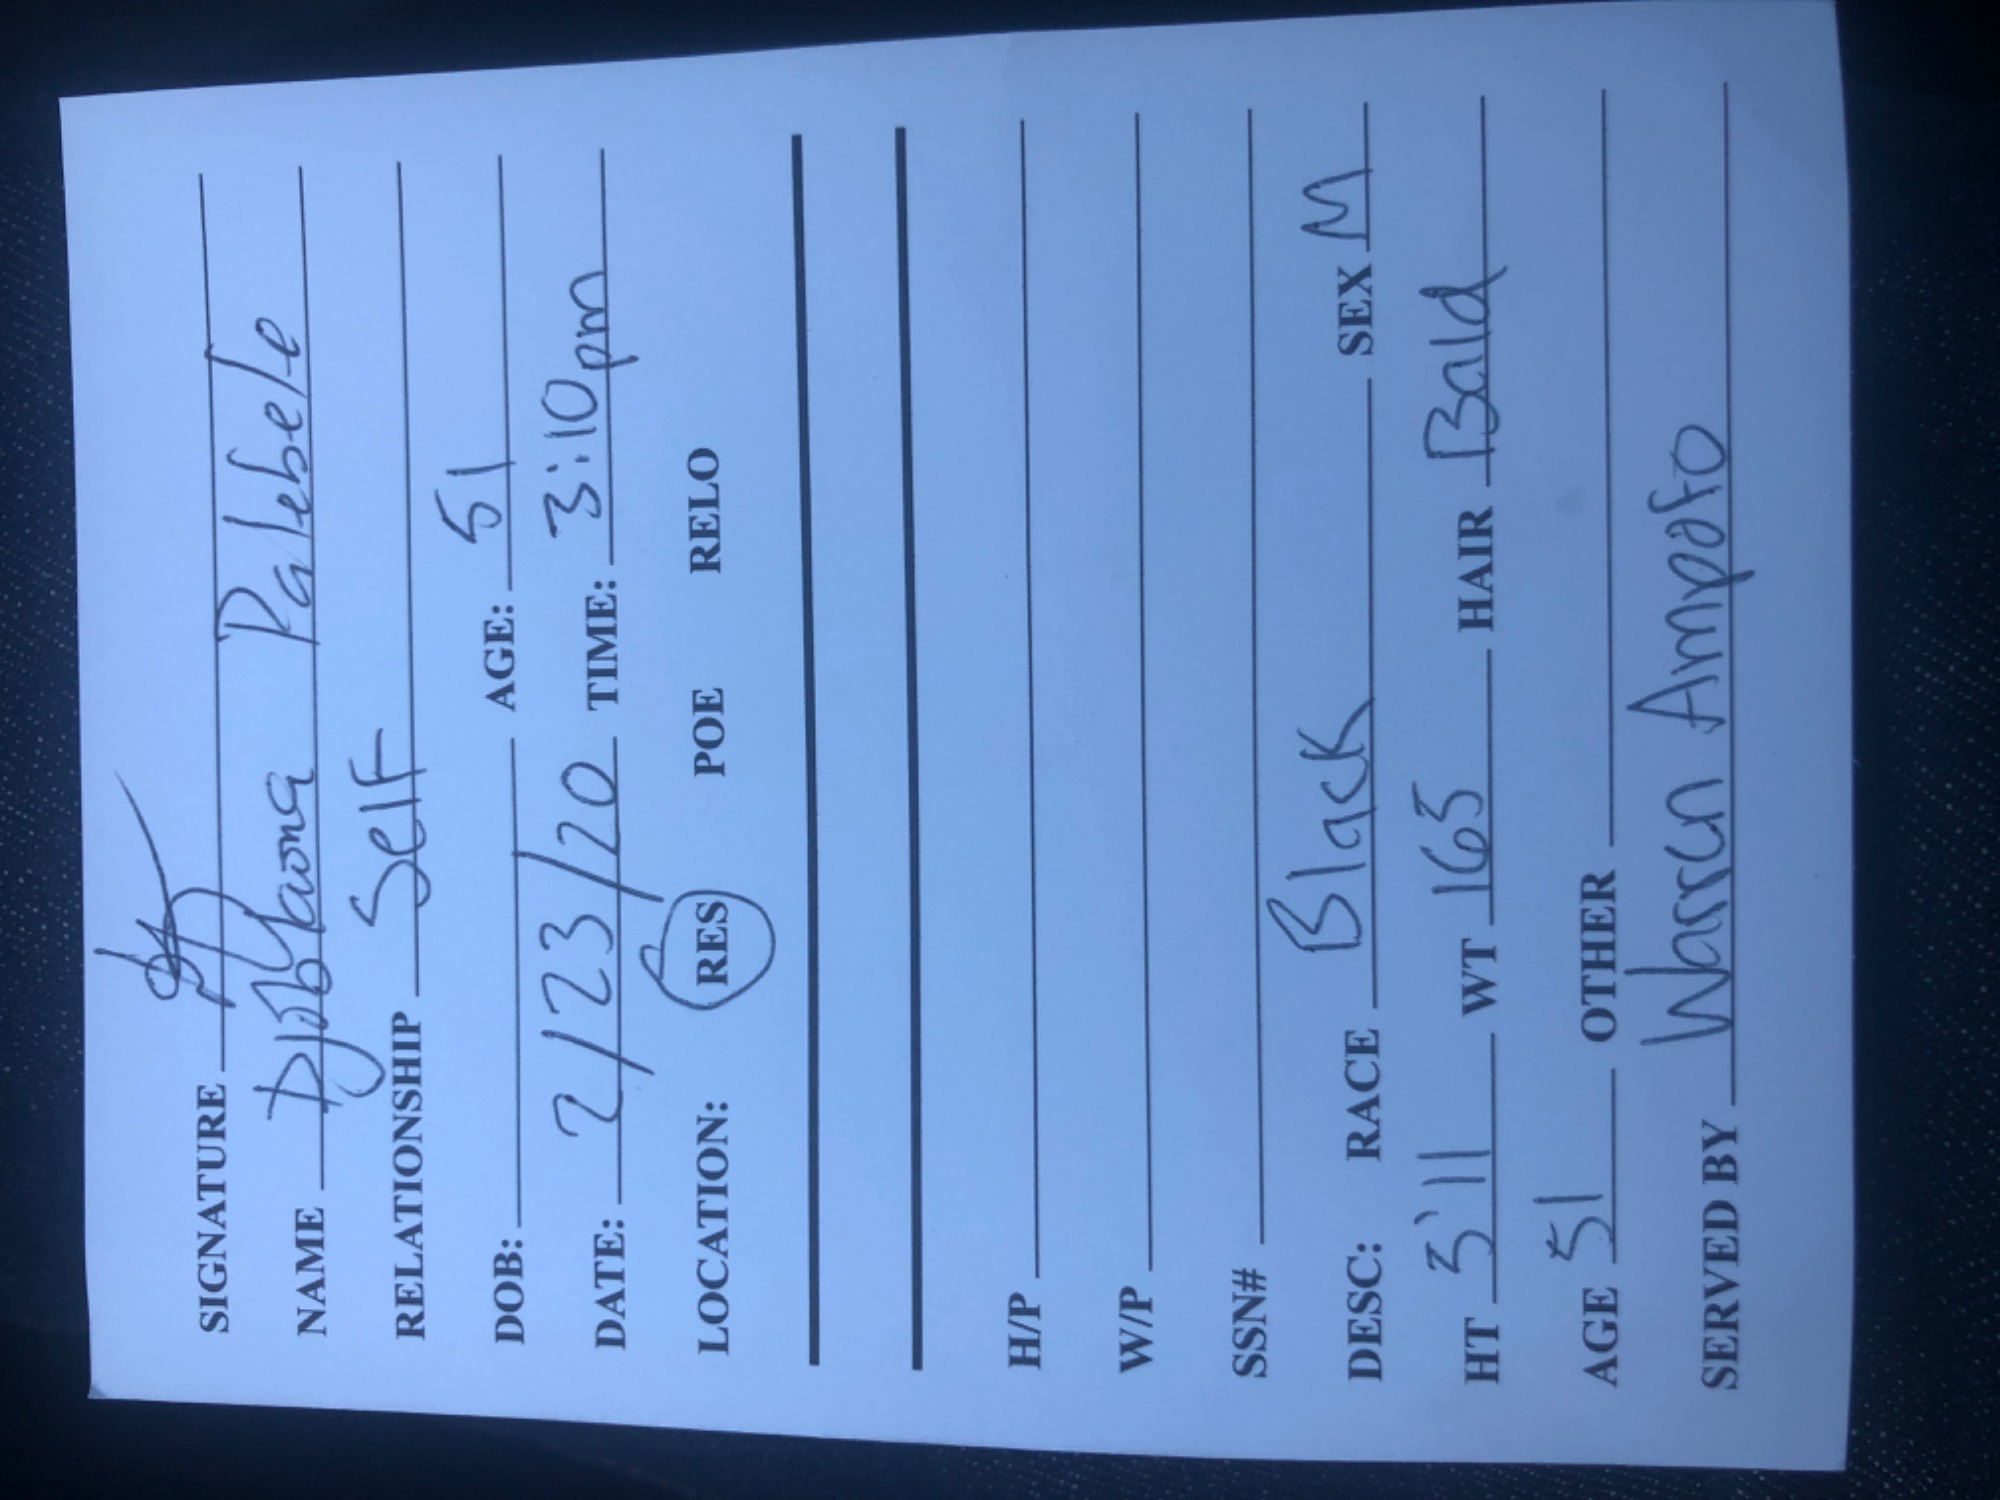 SIGNATURE
NAME Palebele
RELATIONSHIP Self
DOB: AGE: 51
DATE: 2/23/20 TIME: 3:10pm
LOCATION: RES POE RELO
H/P
W/P
SSN#
DESC: RACE Black SEX M
HT 5'11 WT 165 HAIR Bald
AGE 51 OTHER
SERVED BY Warren Ampofo